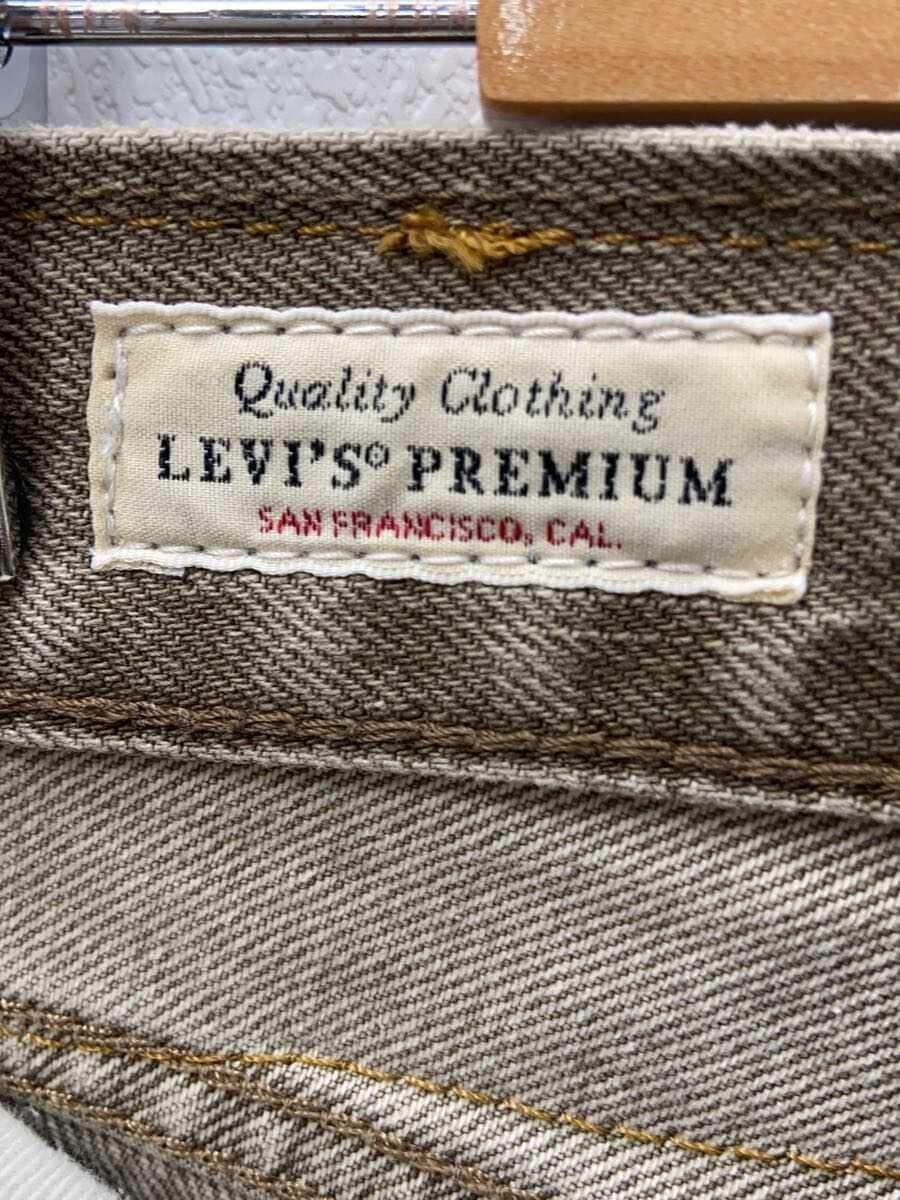 Quality Clothing
LEVI'S® PREMIUM
SAN FRANCISCO, CAL.